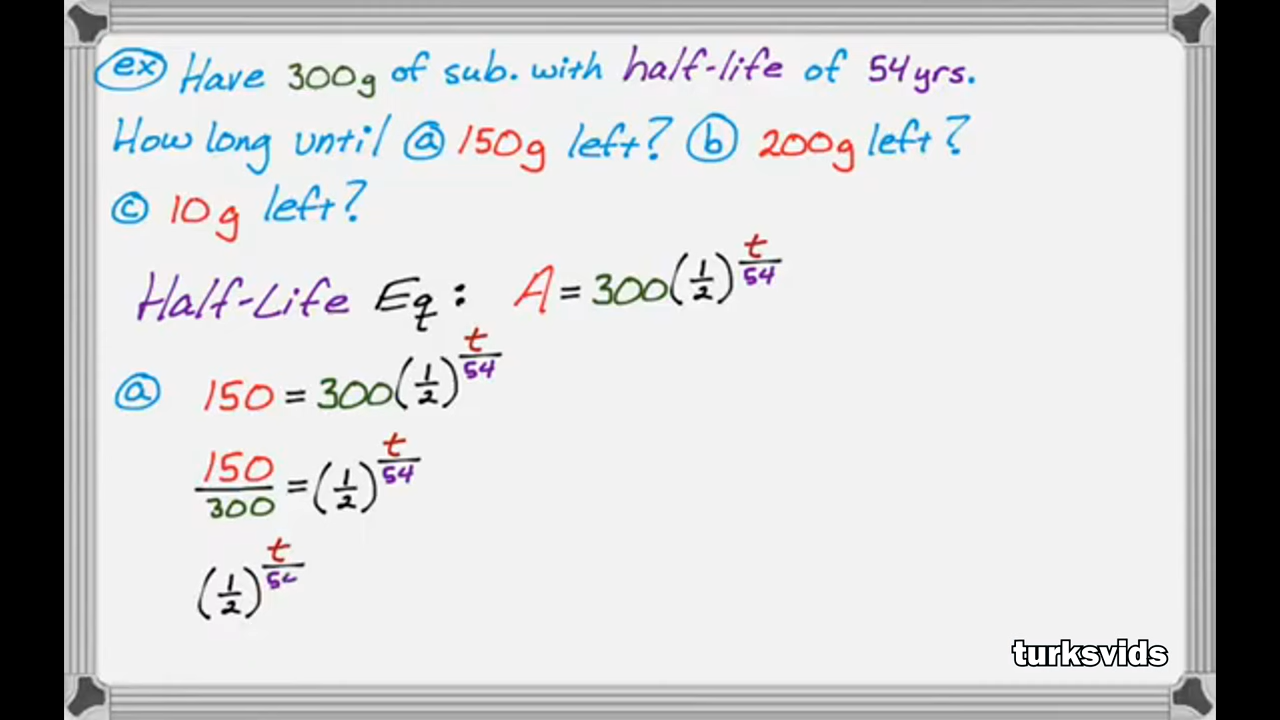 ex Have 300g of sub. with half-life of 54 yrs.
How long until ⓐ 150g left? ⓑ 200g left?
ⓒ 10g left?
Half-Life Eq: A = 300(1/2)^(t/54)
ⓐ 150 = 300(1/2)^(t/54)
150/300 = (1/2)^(t/54)
(1/2)^(t/54)
turksvids